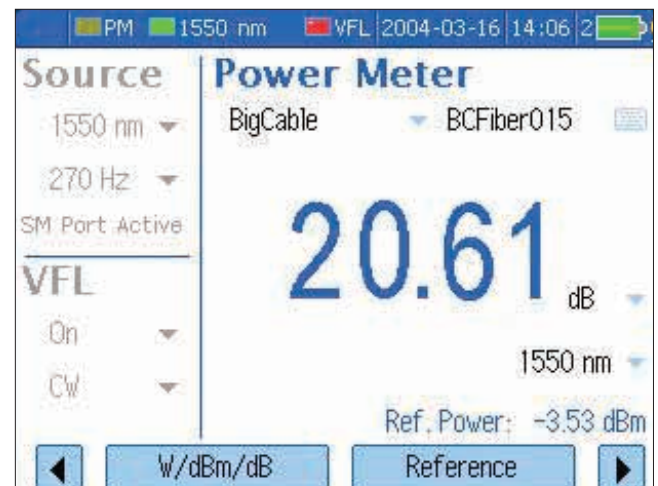 PM 1550 nm VFL 2004-03-16 14:06 2
Source
1550 nm
270 Hz
SM Port Active
VFL
On
CW
Power Meter
BigCable BCFiber015
20.61 dB
1550 nm
Ref. Power: -3.53 dBm
W/dBm/dB Reference